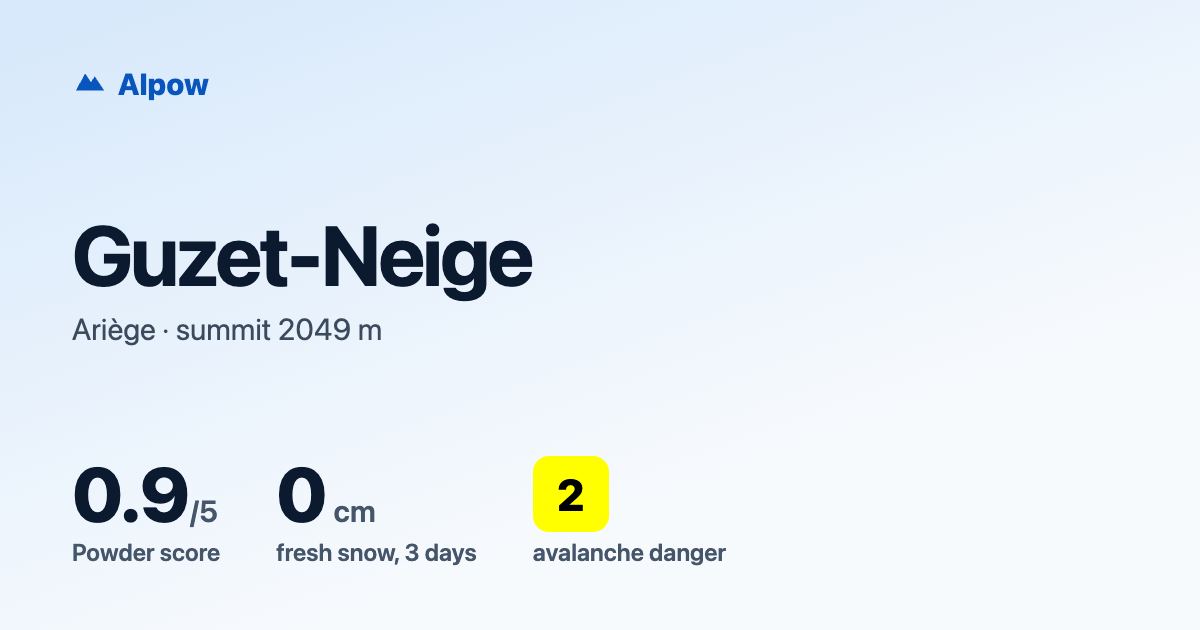 Alpow
Guzet-Neige
Ariège · summit 2049 m
0.9/5
Powder score
0 cm
fresh snow, 3 days
2
avalanche danger